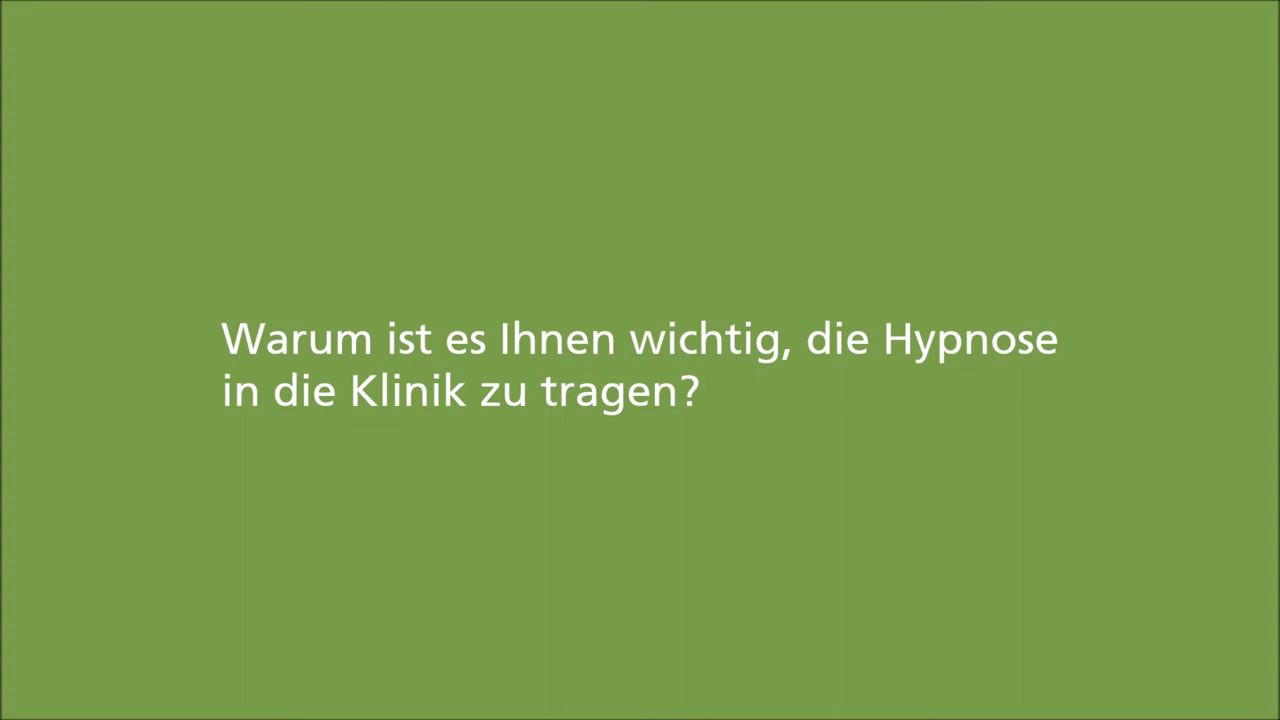 Warum ist es Ihnen wichtig, die Hypnose
in die Klinik zu tragen?